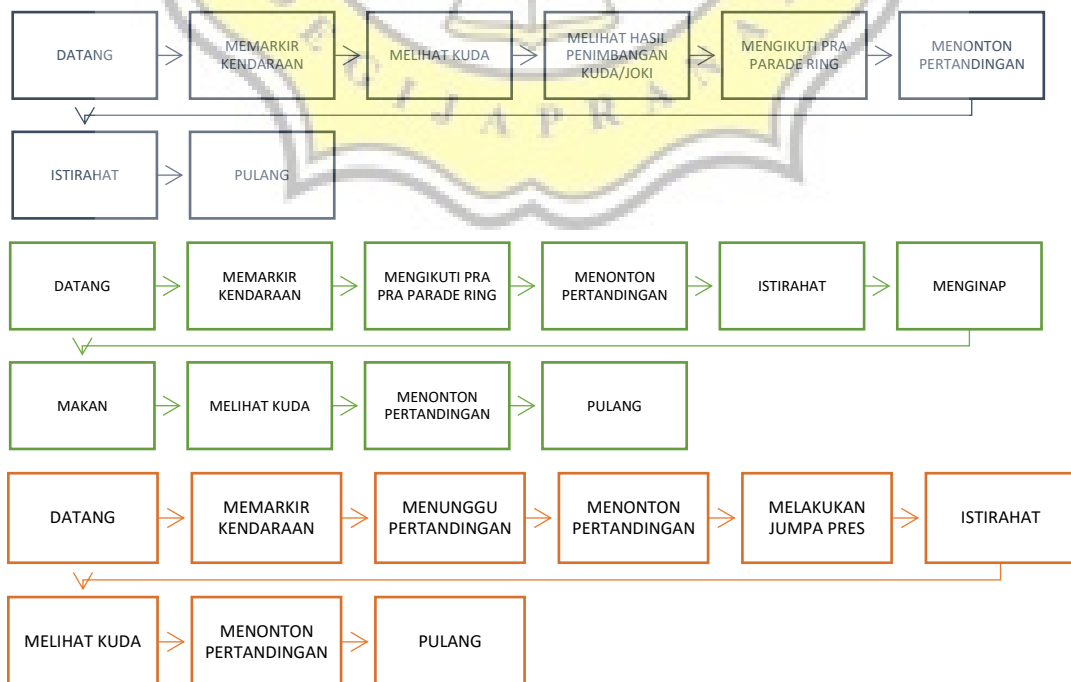 DATANG
MEMARKIR
KENDARAAN
MELIHAT KUDA
MELIHAT HASIL
PENIMBANGAN
KUDA/JOKI
MENGIKUTI PRA
PARADE RING
MENONTON
PERTANDINGAN
ISTIRAHAT
PULANG
GIJAPRANA
DATANG
MEMARKIR
KENDARAAN
MENGIKUTI PRA
PRA PARADE RING
MENONTON
PERTANDINGAN
ISTIRAHAT
MENGINAP
MAKAN
MELIHAT KUDA
MENONTON
PERTANDINGAN
PULANG
DATANG
MEMARKIR
KENDARAAN
MENUNGGU
PERTANDINGAN
MENONTON
PERTANDINGAN
MELAKUKAN
JUMPA PRES
ISTIRAHAT
MELIHAT KUDA
MENONTON
PERTANDINGAN
PULANG